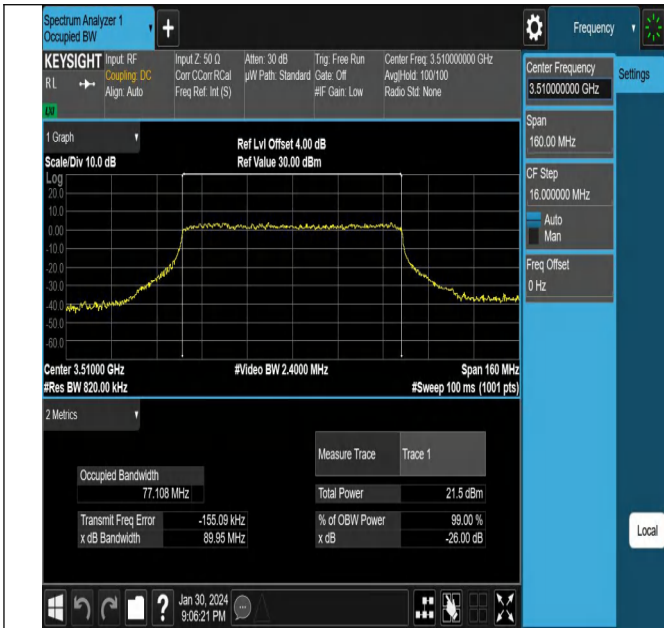 Spectrum Analyzer 1
Occupied BW
Frequency
KEYSIGHT Input: RF Input Z: 50 Ω Atten: 30 dB Trig: Free Run Center Freq: 3.510000000 GHz
RL Coupling: DC Corr CCorr RCal µW Path: Standard Gate: Off Avg|Hold: 100/100
Align: Auto Freq Ref: Int (S) #IF Gain: Low Radio Std: None
LXI
Center Frequency
3.510000000 GHz
Settings
Span
160.00 MHz
CF Step
16.000000 MHz
Auto
Man
Freq Offset
0 Hz
1 Graph
Ref Lvl Offset 4.00 dB
Scale/Div 10.0 dB Ref Value 30.00 dBm
Log
20.0
10.0
0.00
-10.0
-20.0
-30.0
-40.0
-50.0
-60.0
Center 3.51000 GHz #Video BW 2.4000 MHz Span 160 MHz
#Res BW 820.00 kHz #Sweep 100 ms (1001 pts)
2 Metrics
Measure Trace Trace 1
Occupied Bandwidth
77.108 MHz
Total Power 21.5 dBm
Transmit Freq Error -155.09 kHz % of OBW Power 99.00 %
x dB Bandwidth 89.95 MHz x dB -26.00 dB
Local
Jan 30, 2024
9:06:21 PM